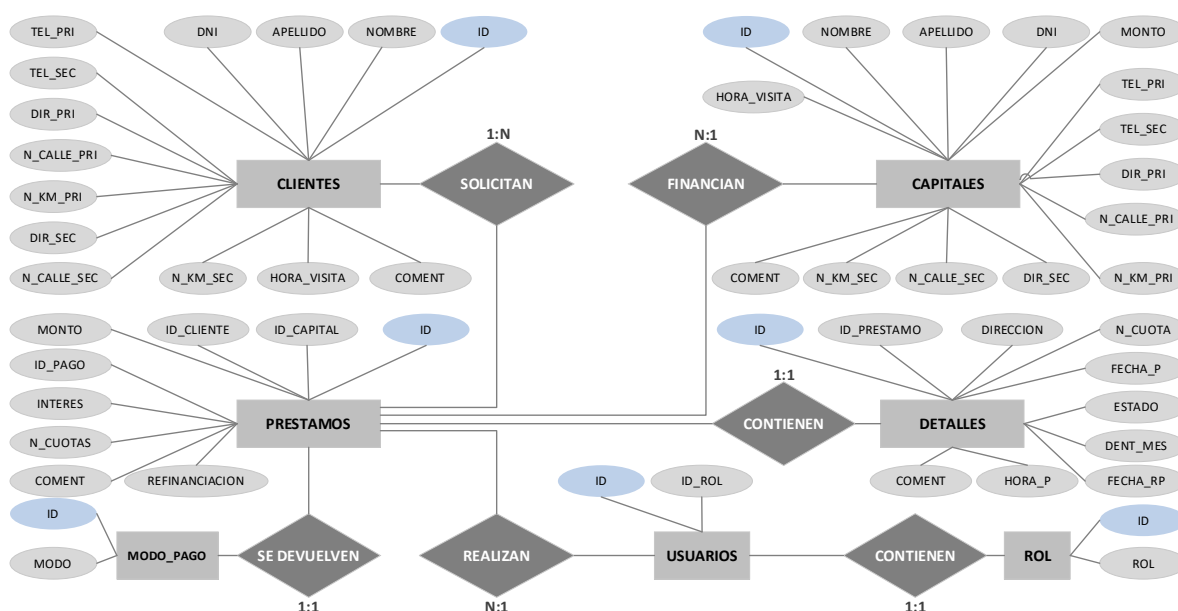 TEL_PRI
DNI
APELLIDO
NOMBRE
ID
ID
NOMBRE
APELLIDO
DNI
MONTO
TEL_SEC
HORA_VISITA
TEL_PRI
DIR_PRI
1:N
N:1
TEL_SEC
N_CALLE_PRI
CLIENTES
SOLICITAN
FINANCIAN
CAPITALES
DIR_PRI
N_KM_PRI
N_CALLE_PRI
DIR_SEC
N_CALLE_SEC
N_KM_SEC
HORA_VISITA
COMENT
COMENT
N_KM_SEC
N_CALLE_SEC
DIR_SEC
N_KM_PRI
MONTO
ID_CLIENTE
ID_CAPITAL
ID
ID
ID_PRESTAMO
DIRECCION
N_CUOTA
ID_PAGO
1:1
FECHA_P
INTERES
PRESTAMOS
CONTIENEN
DETALLES
ESTADO
N_CUOTAS
DENT_MES
COMENT
REFINANCIACION
ID
ID_ROL
COMENT
HORA_P
FECHA_RP
ID
ID
MODO_PAGO
SE DEVUELVEN
REALIZAN
USUARIOS
CONTIENEN
ROL
MODO
ROL
1:1
N:1
1:1